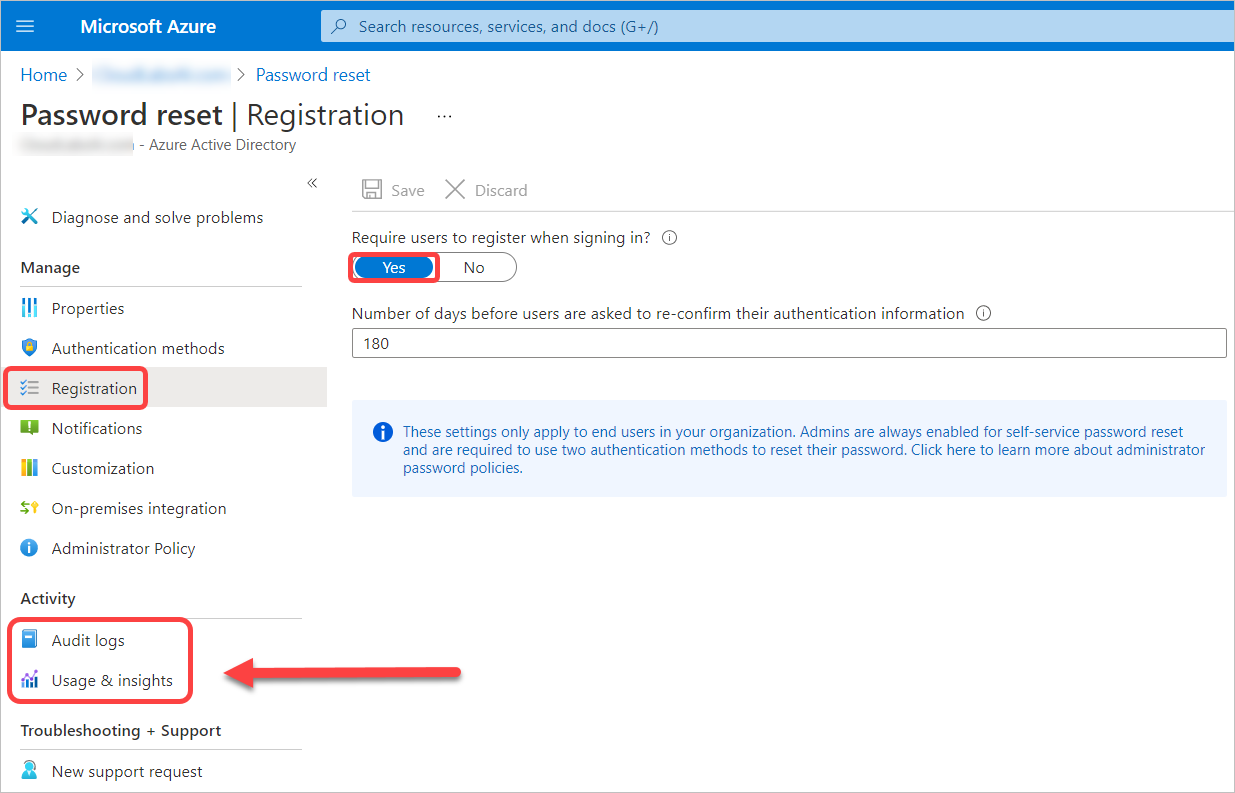 Microsoft Azure
Search resources, services, and docs (G+/)
Home > > Password reset
Password reset | Registration ...
- Azure Active Directory
«
Save Discard
Diagnose and solve problems
Require users to register when signing in?
Manage
Yes No
Properties
Number of days before users are asked to re-confirm their authentication information
180
Authentication methods
Registration
Notifications
These settings only apply to end users in your organization. Admins are always enabled for self-service password reset
and are required to use two authentication methods to reset their password. Click here to learn more about administrator
password policies.
Customization
On-premises integration
Administrator Policy
Activity
Audit logs
Usage & insights
Troubleshooting + Support
New support request